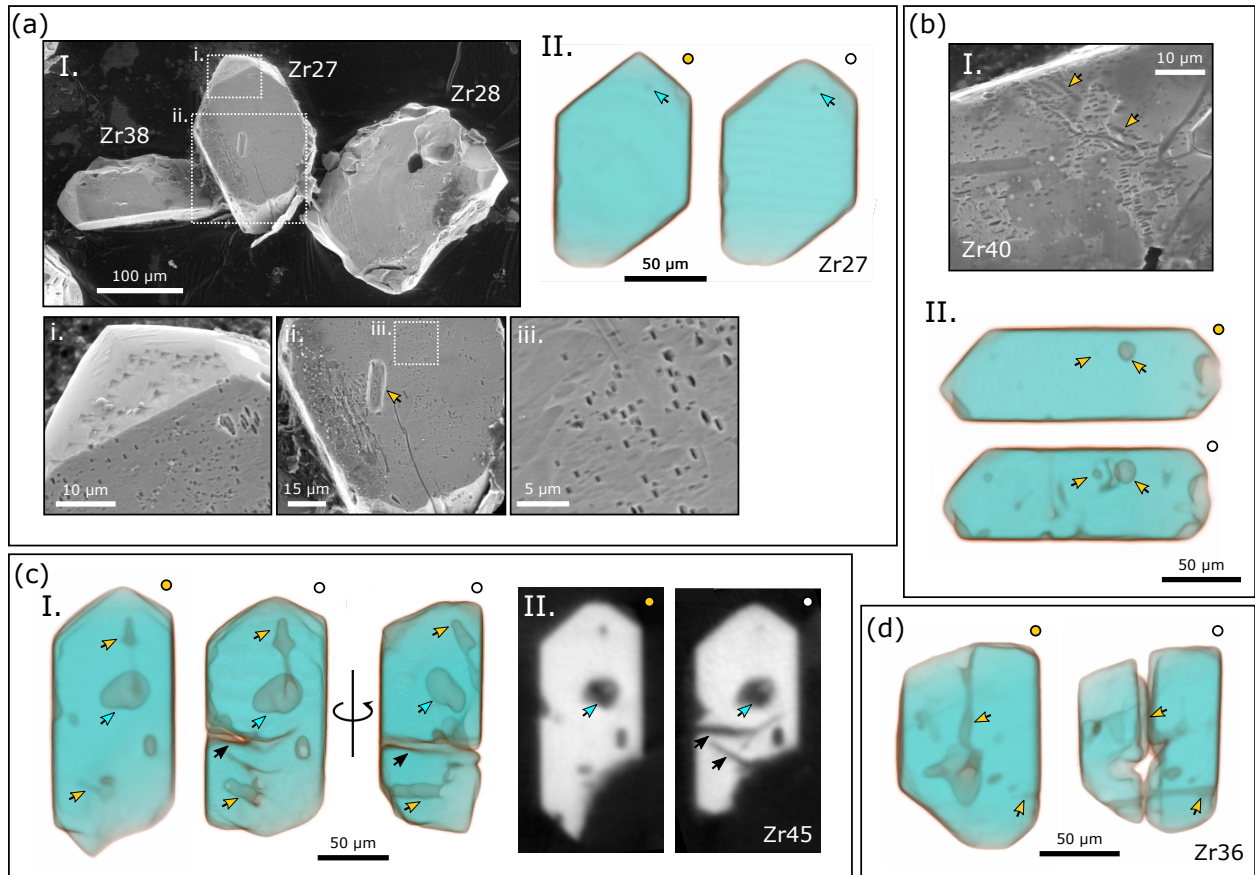 (a)
I.
i.
Zr27
Zr28
ii.
Zr38
100 µm
II.
50 µm
Zr27
i.
10 µm
ii.
iii.
15 µm
iii.
5 µm
(b)
I.
10 µm
Zr40
II.
50 µm
(c)
I.
50 µm
II.
Zr45
(d)
50 µm
Zr36